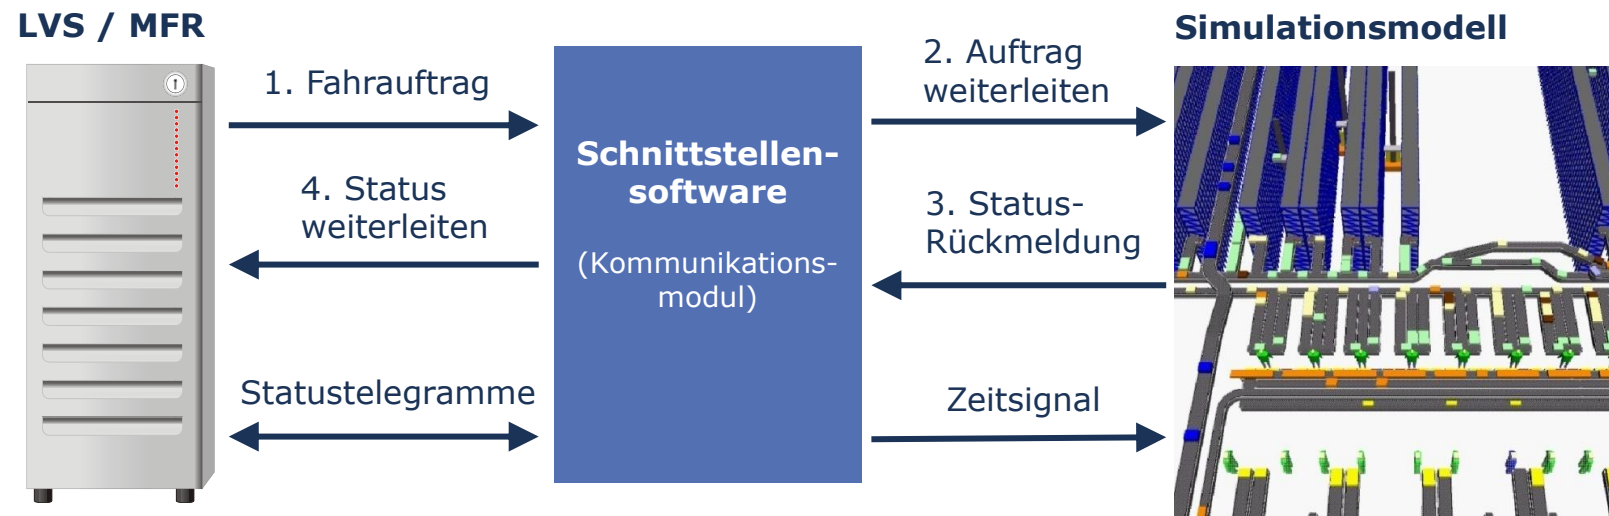 LVS / MFR
1. Fahrauftrag
4. Status
weiterleiten
Statustelegramme
Schnittstellen-
software
(Kommunikations-
modul)
2. Auftrag
weiterleiten
3. Status-
Rückmeldung
Zeitsignal
Simulationsmodell